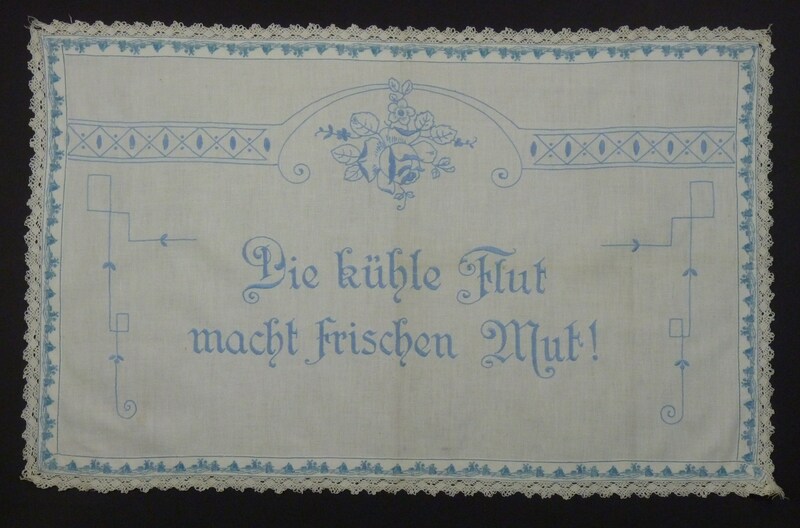 Die kühle Flut
macht frischen Mut!